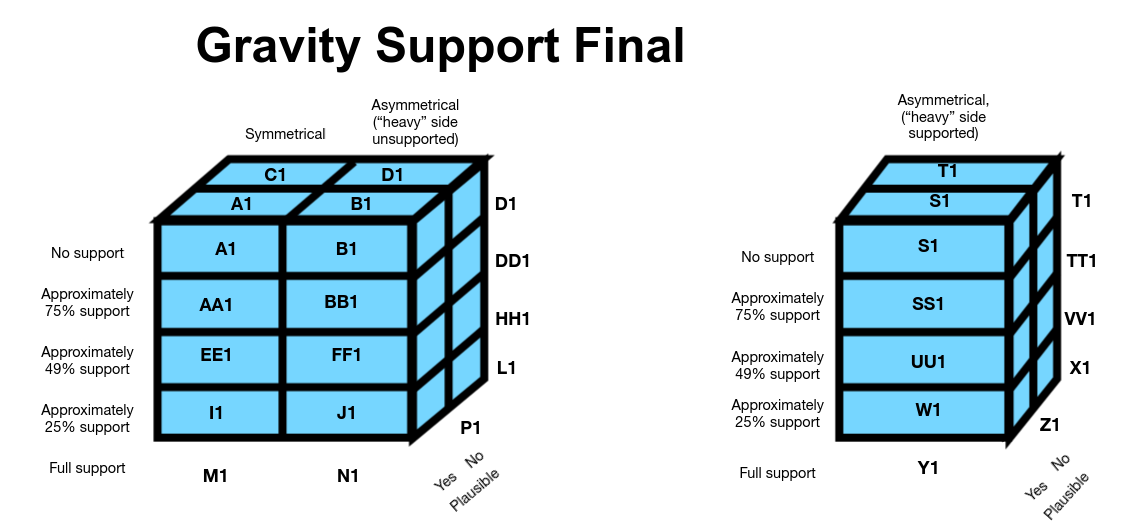 Gravity Support Final
Symmetrical
Asymmetrical
(“heavy” side
unsupported)
C1 D1
A1 B1
D1
No support
A1 B1
DD1
Approximately
75% support
AA1 BB1
HH1
Approximately
49% support
EE1 FF1
L1
Approximately
25% support
I1 J1
P1
Full support
M1 N1
Yes No
Plausible
Asymmetrical,
(“heavy” side
supported)
T1
S1
T1
No support
S1
TT1
Approximately
75% support
SS1
VV1
Approximately
49% support
UU1
X1
Approximately
25% support
W1
Z1
Full support
Y1
Yes No
Plausible